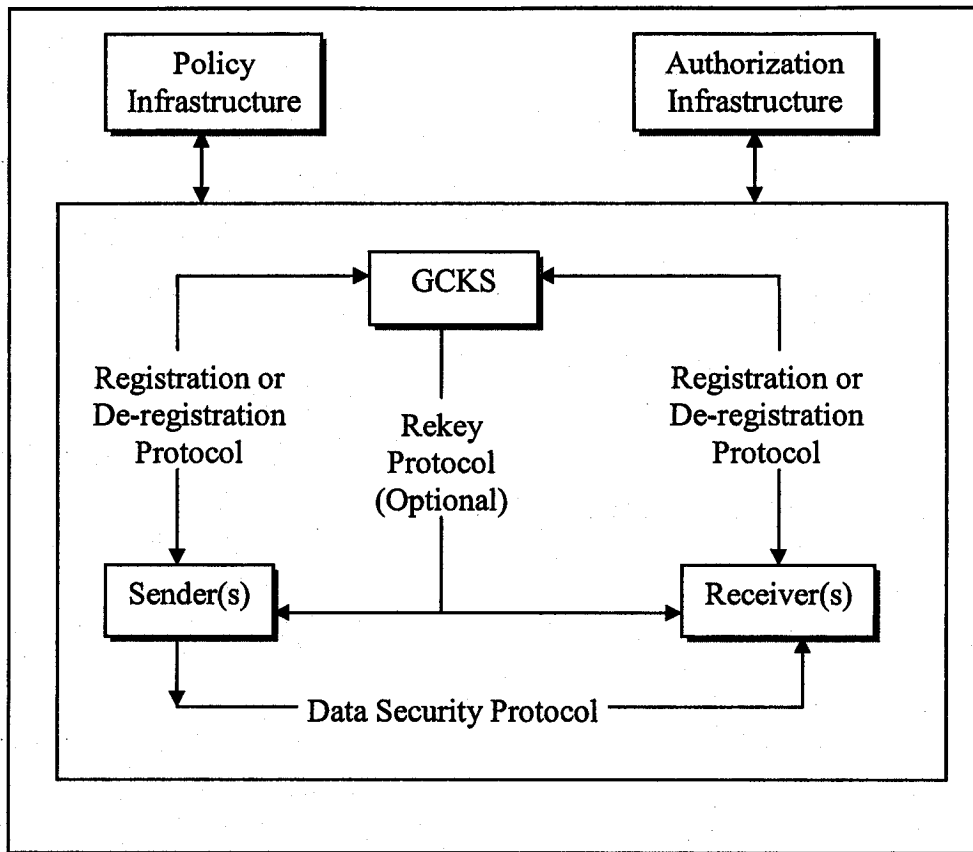 Policy
Infrastructure
Authorization
Infrastructure
GCKS
Registration or
De-registration
Protocol
Rekey
Protocol
(Optional)
Registration or
De-registration
Protocol
Sender(s)
Receiver(s)
Data Security Protocol